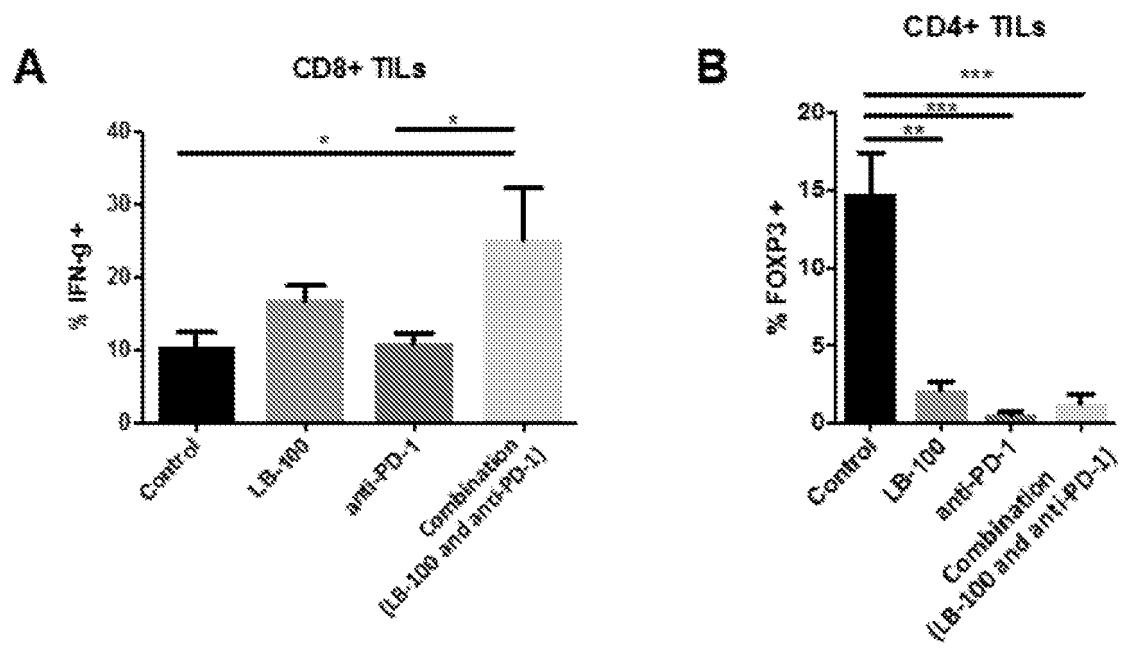 A
CD8+ TILs
% IFN-g +
40
30
20
10
0
*
*
Control
LB-100
anti-PD-1
Combination
(LB-100 and anti-PD-1)
B
CD4+ TILs
% FOXP3 +
20
15
10
5
0
***
***
**
Control
LB-100
anti-PD-1
Combination
(LB-100 and anti-PD-1)